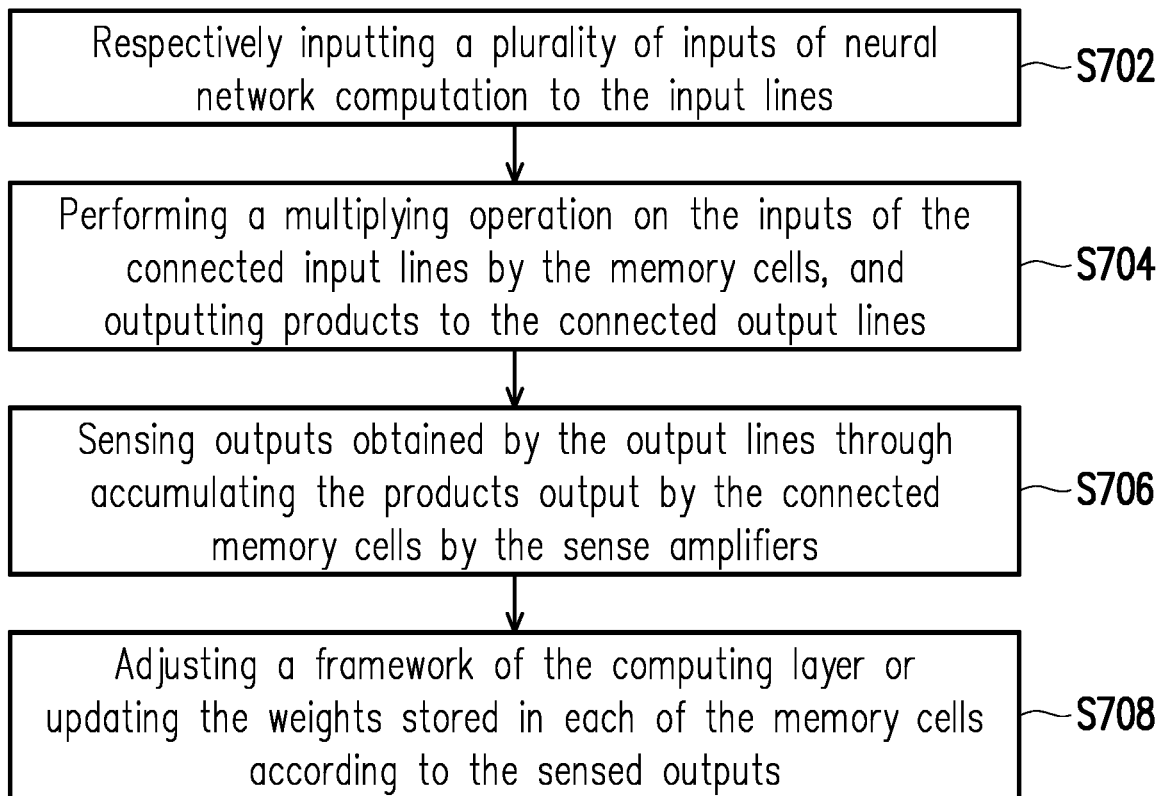 Respectively inputting a plurality of inputs of neural
network computation to the input lines
S702
Performing a multiplying operation on the inputs of the
connected input lines by the memory cells, and
outputting products to the connected output lines
S704
Sensing outputs obtained by the output lines through
accumulating the products output by the connected
memory cells by the sense amplifiers
S706
Adjusting a framework of the computing layer or
updating the weights stored in each of the memory cells
according to the sensed outputs
S708